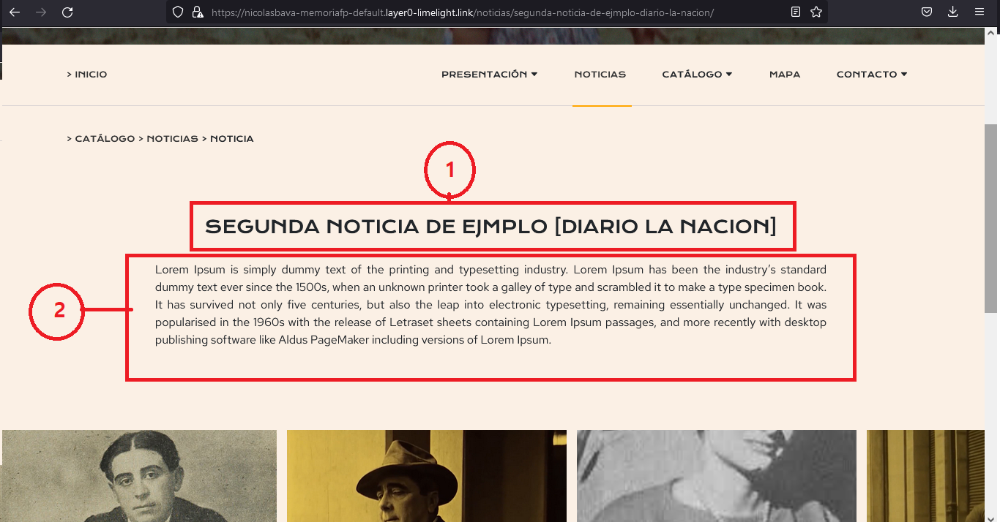 https://nicolasbava-memoriafp-default.layer0-limelight.link/noticias/segunda-noticia-de-ejmplo-diario-la-nacion/
> INICIO PRESENTACIÓN NOTICIAS CATÁLOGO MAPA CONTACTO
> CATÁLOGO > NOTICIAS > NOTICIA
1
SEGUNDA NOTICIA DE EJMPLO [DIARIO LA NACION]
2
Lorem Ipsum is simply dummy text of the printing and typesetting industry. Lorem Ipsum has been the industry’s standard
dummy text ever since the 1500s, when an unknown printer took a galley of type and scrambled it to make a type specimen book.
It has survived not only five centuries, but also the leap into electronic typesetting, remaining essentially unchanged. It was
popularised in the 1960s with the release of Letraset sheets containing Lorem Ipsum passages, and more recently with desktop
publishing software like Aldus PageMaker including versions of Lorem Ipsum.